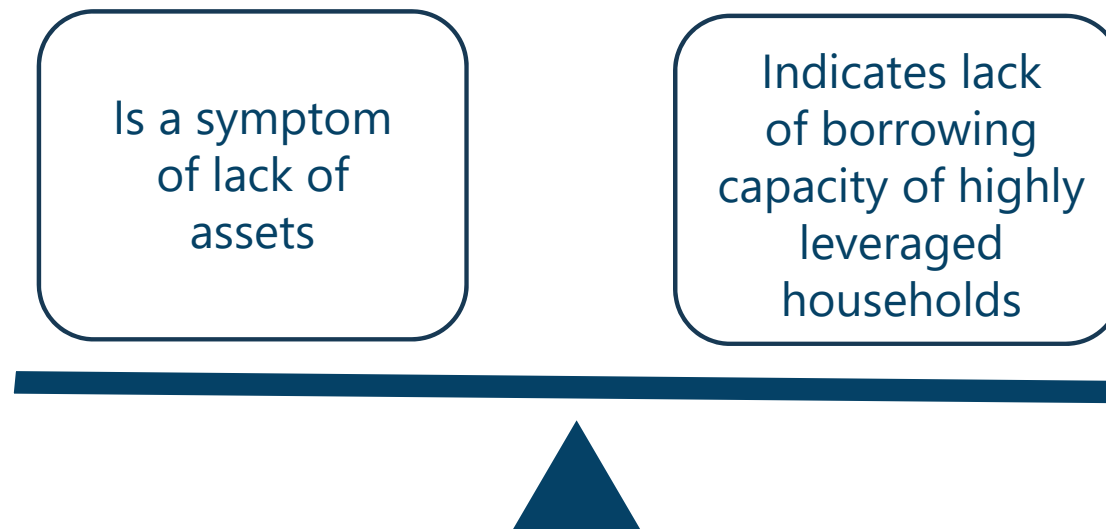 Is a symptom
of lack of
assets
Indicates lack
of borrowing
capacity of highly
leveraged
households